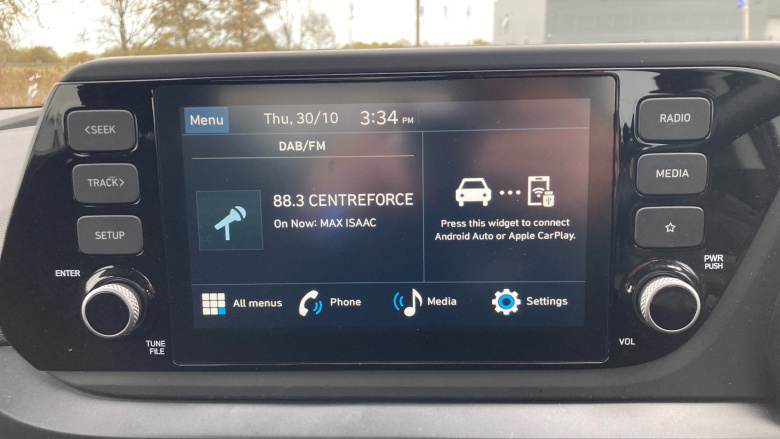 <SEEK
TRACK>
SETUP
ENTER
TUNE
FILE
Menu
Thu, 30/10
3:34 PM
DAB/FM
88.3 CENTREFORCE
On Now: MAX ISAAC
Press this widget to connect
Android Auto or Apple CarPlay.
All menus
Phone
Media
Settings
RADIO
MEDIA
PWR
PUSH
VOL